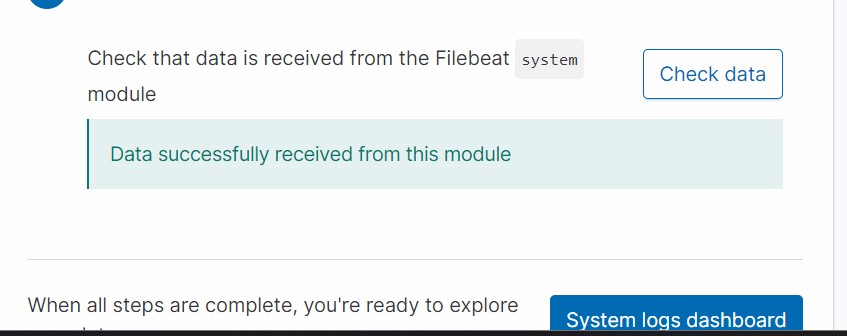 Check that data is received from the Filebeat system
module
Check data
Data successfully received from this module
When all steps are complete, you're ready to explore
System logs dashboard